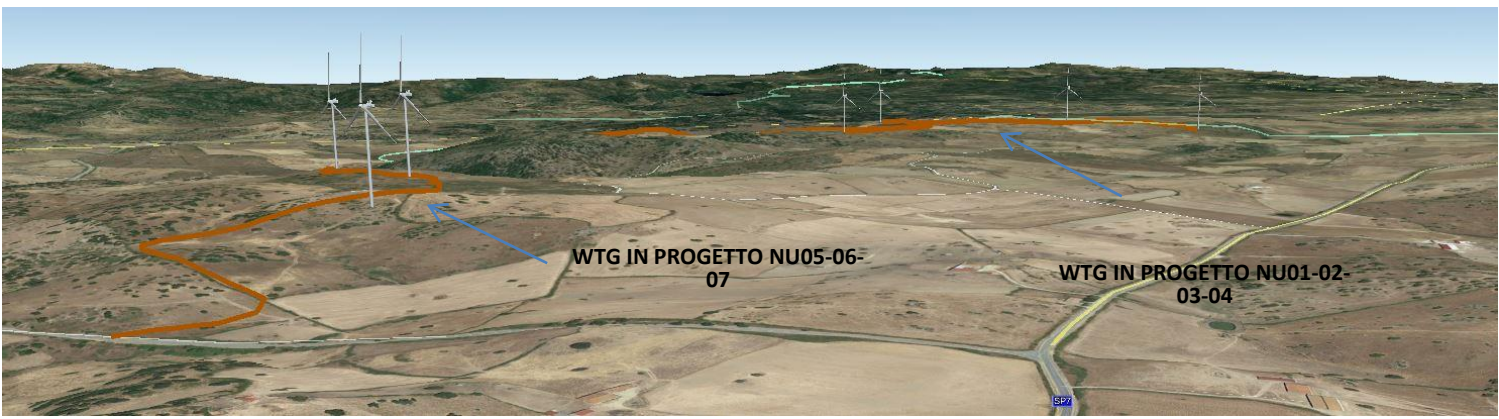 WTG IN PROGETTO NU05-06-
07
WTG IN PROGETTO NU01-02-
03-04
SP7